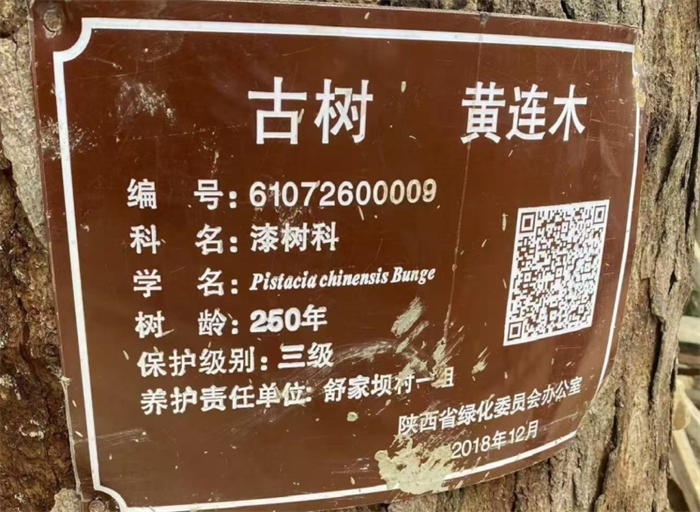 古树 黄连木
编 号：61072600009
科 名：漆树科
学 名：Pistacia chinensis Bunge
树 龄：250年
保护级别：三级
养护责任单位：舒家坝村一组
陕西省绿化委员会办公室
2018年12月